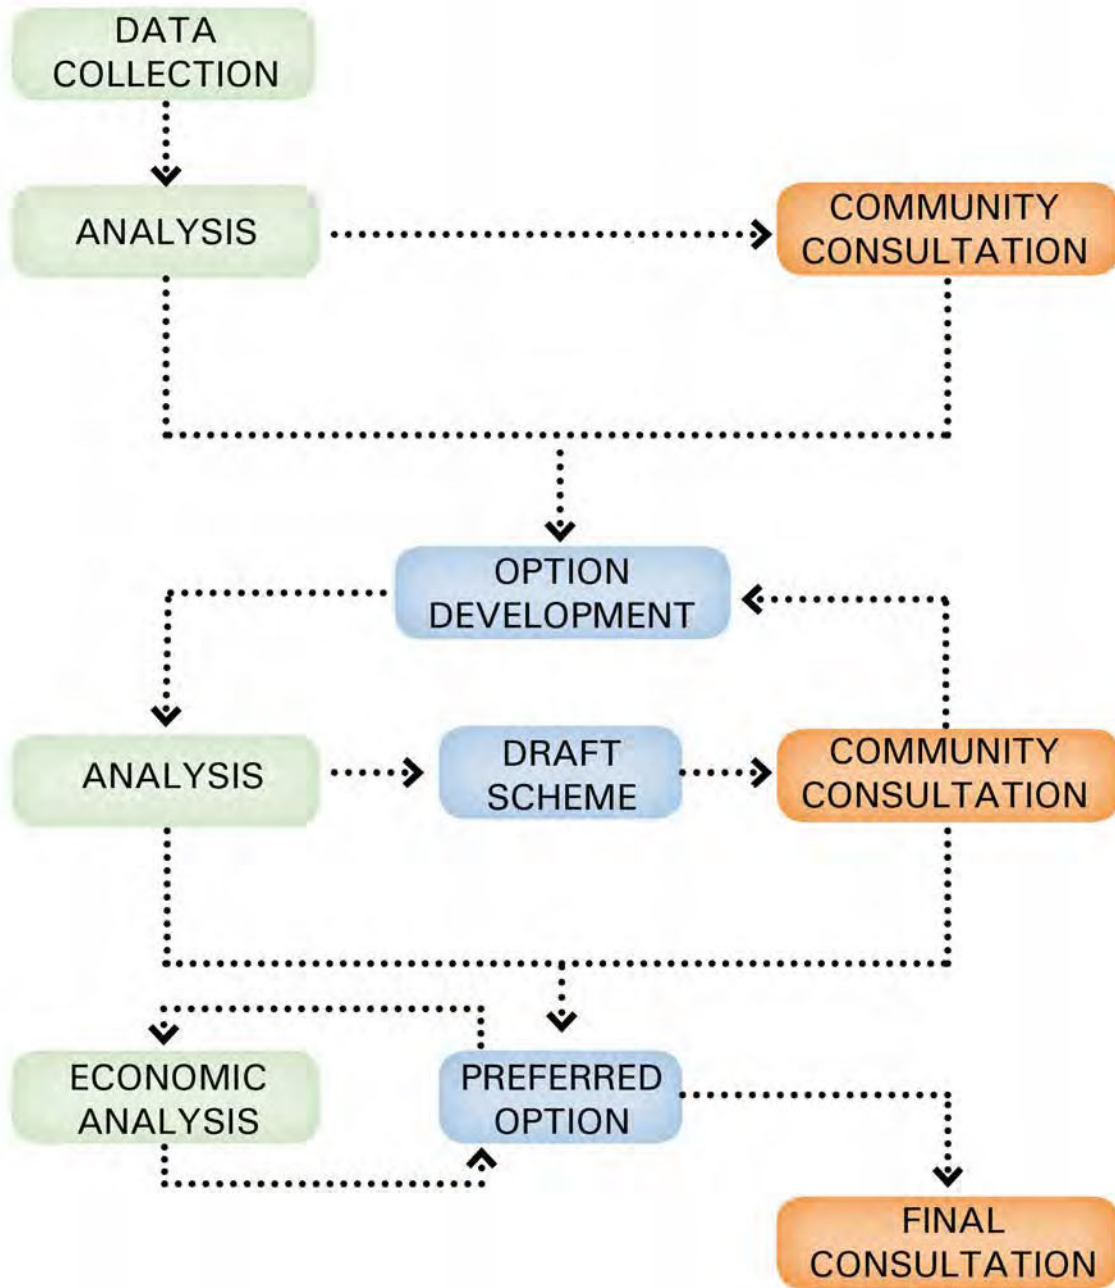 DATA
COLLECTION
ANALYSIS
COMMUNITY
CONSULTATION
OPTION
DEVELOPMENT
ANALYSIS
DRAFT
SCHEME
COMMUNITY
CONSULTATION
ECONOMIC
ANALYSIS
PREFERRED
OPTION
FINAL
CONSULTATION